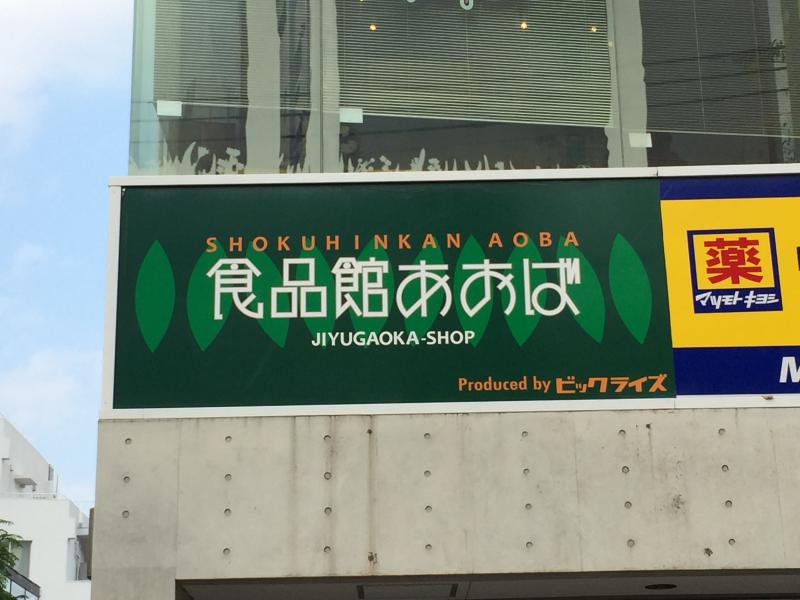 SHOKUHINKAN AOBA
食品館あおば
JIYUGAOKA-SHOP
Produced by ビックライズ
薬
マツモトキヨシ
M